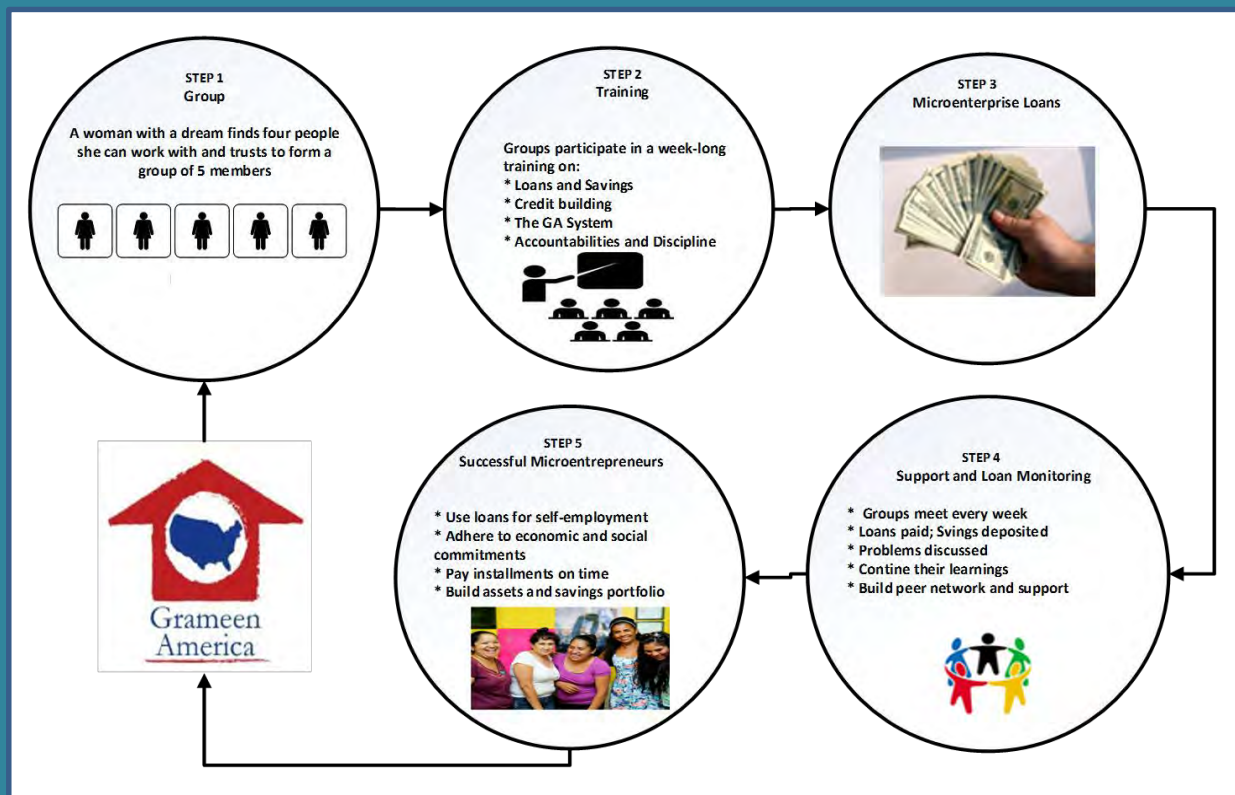 STEP 1
Group
A woman with a dream finds four people
she can work with and trusts to form a
group of 5 members
STEP 2
Training
Groups participate in a week-long
training on:
* Loans and Savings
* Credit building
* The GA System
* Accountabilities and Discipline
STEP 3
Microenterprise Loans
STEP 4
Support and Loan Monitoring
* Groups meet every week
* Loans paid; Svings deposited
* Problems discussed
* Contine their learnings
* Build peer network and support
STEP 5
Successful Microentrepreneurs
* Use loans for self-employment
* Adhere to economic and social
commitments
* Pay installments on time
* Build assets and savings portfolio
Grameen
America